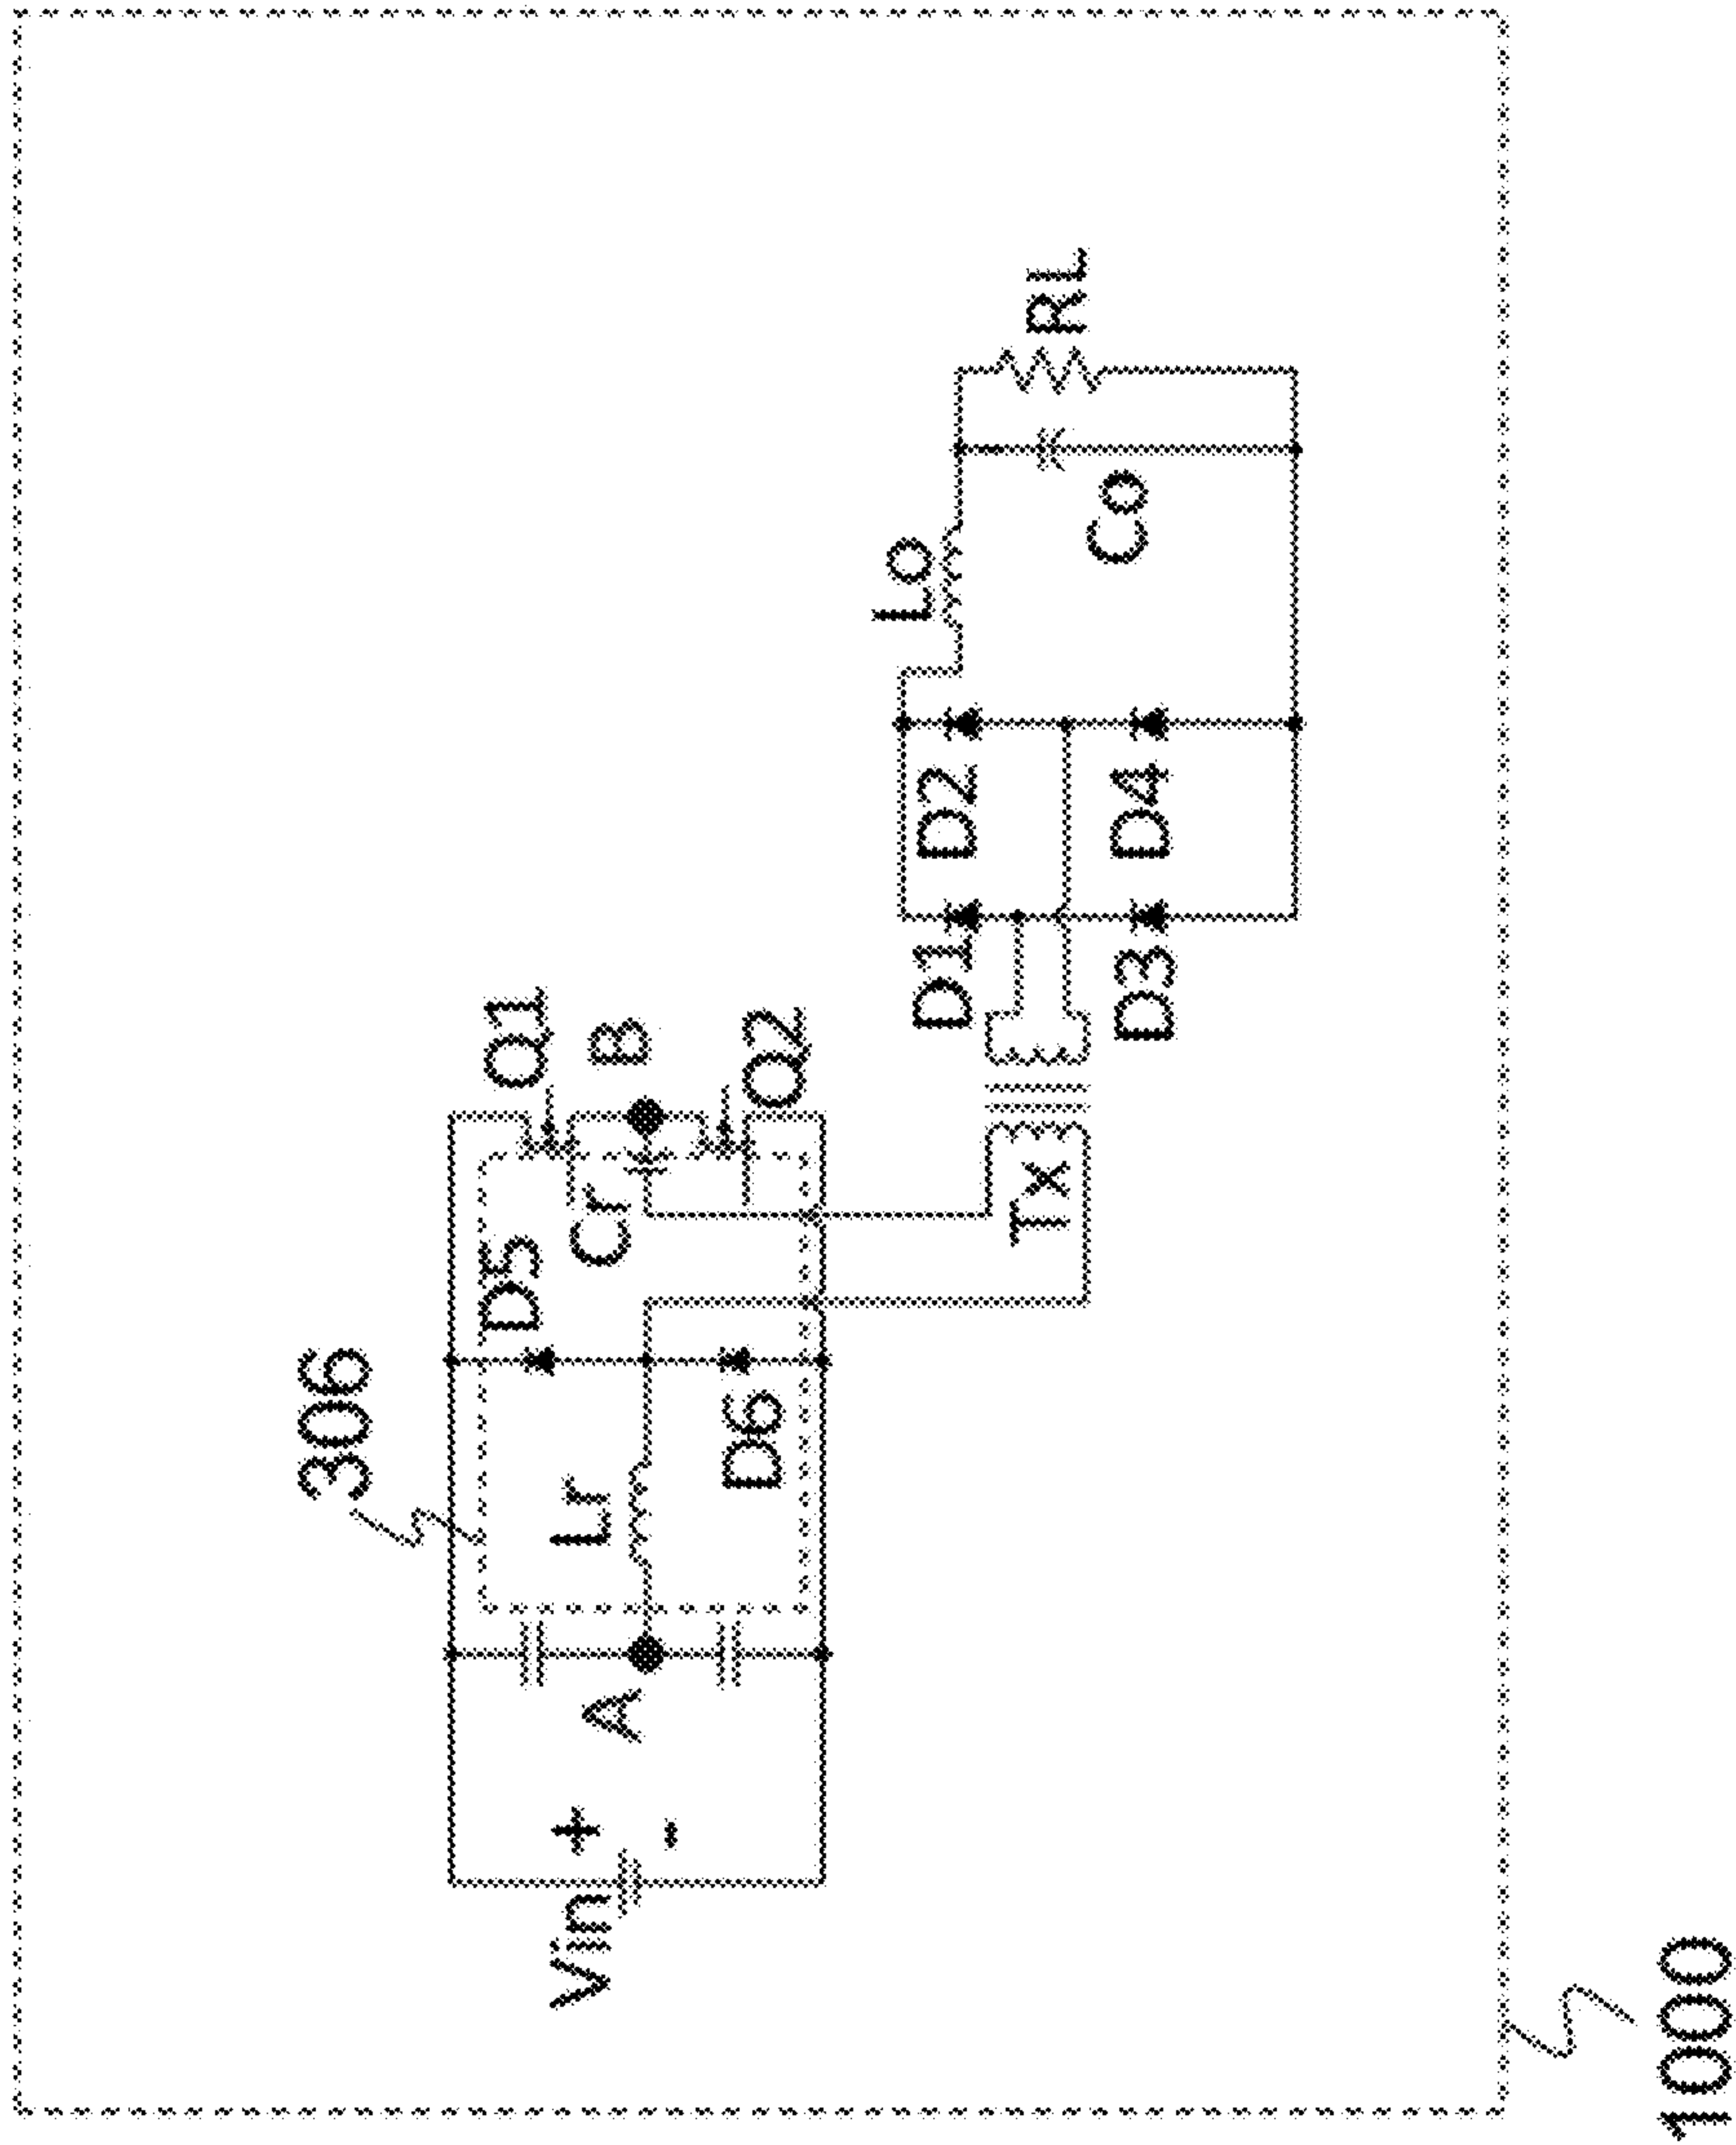 306
Vin
+
-
A
Lr
D5
D6
Cr
Q1
B
Q2
Tx
D1
D2
D3
D4
Lo
Co
RL
1000